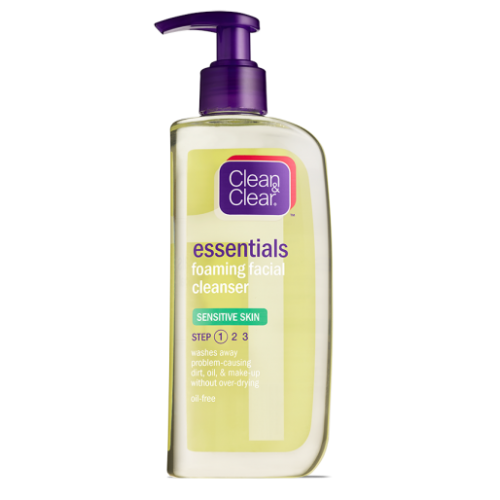 Clean
&
Clear®
™
essentials
foaming facial
cleanser
SENSITIVE SKIN
STEP 1 2 3
washes away
problem-causing
dirt, oil, & make-up
without over-drying
oil-free